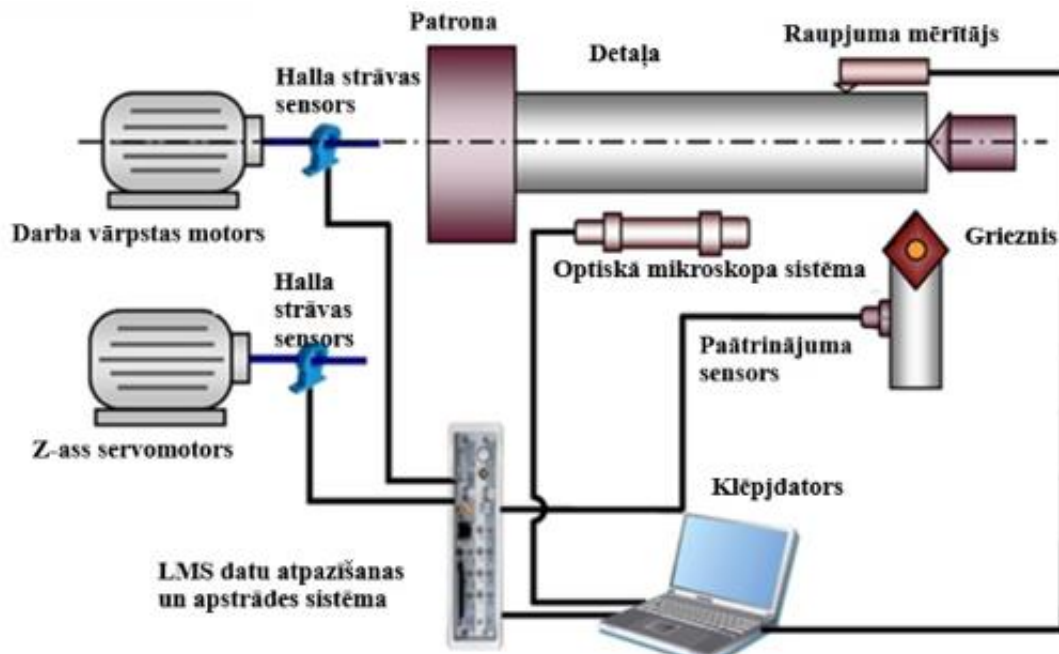 Patrona
Detaļa
Raupjuma mērītājs
Halla strāvas
sensors
Darba vārpstas motors
Grieznis
Optiskā mikroskopa sistēma
Halla
strāvas
sensors
Paātrinājuma
sensors
Z-ass servomotors
Klēpjdators
LMS datu atpazīšanas
un apstrādes sistēma